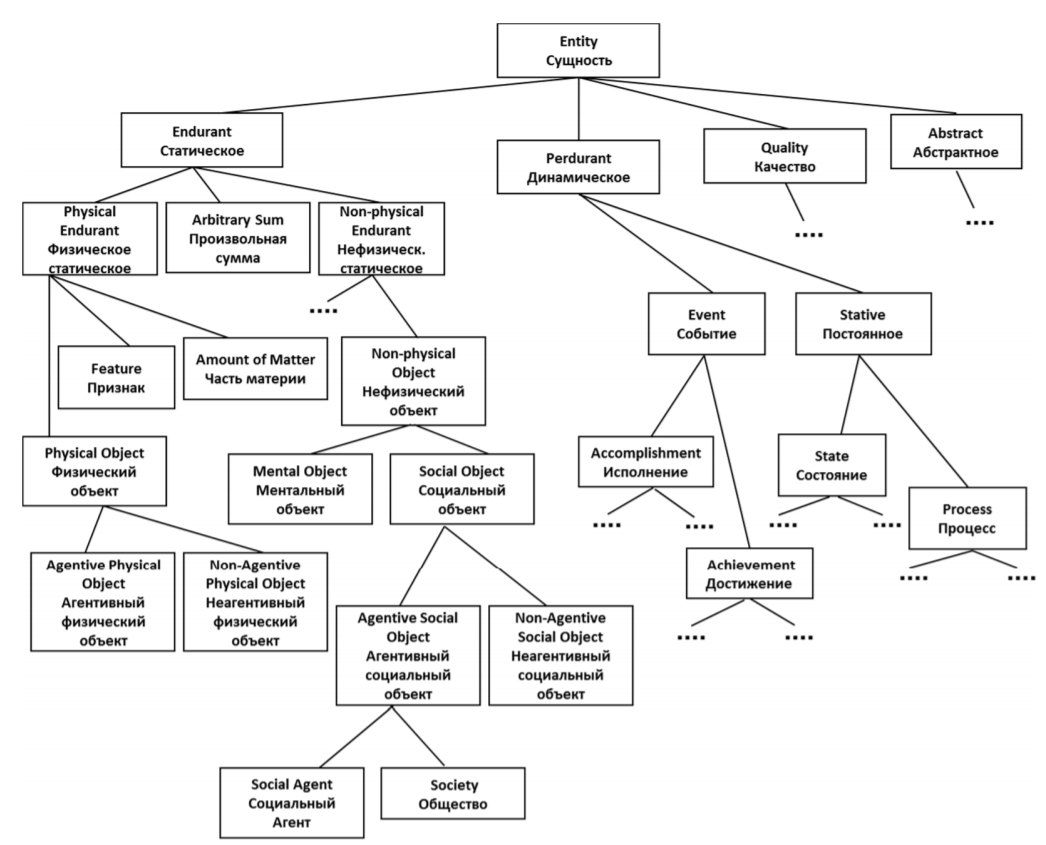 Entity
Сущность
Endurant
Статическое
Perdurant
Динамическое
Quality
Качество
....
Abstract
Абстрактное
....
Physical
Endurant
Физическое
статическое
Arbitrary Sum
Произвольная
сумма
Non-physical
Endurant
Нефизическ.
статическое
....
Event
Событие
Stative
Постоянное
Feature
Признак
Amount of Matter
Часть материи
Non-physical
Object
Нефизический
объект
Physical Object
Физический
объект
Mental Object
Ментальный
объект
Social Object
Социальный
объект
Accomplishment
Исполнение
....
....
State
Состояние
....
....
Process
Процесс
....
....
Achievement
Достижение
....
....
Agentive Physical
Object
Агентивный
физический
объект
Non-Agentive
Physical Object
Неагентивный
физический
объект
Agentive Social
Object
Агентивный
социальный
объект
Non-Agentive
Social Object
Неагентивный
социальный
объект
Social Agent
Социальный
Агент
Society
Общество